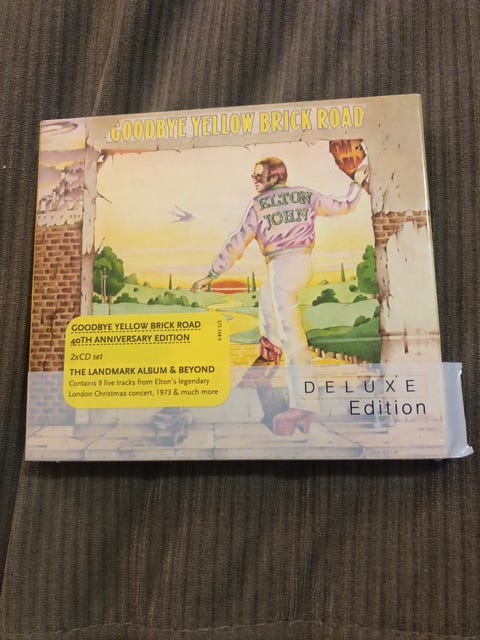 GOODBYE YELLOW BRICK ROAD
ELTON
JOHN
GOODBYE YELLOW BRICK ROAD
40TH ANNIVERSARY EDITION
2xCD set
THE LANDMARK ALBUM & BEYOND
Contains 9 live tracks from Elton's legendary
London Christmas concert, 1973 & much more
DELUXE
Edition